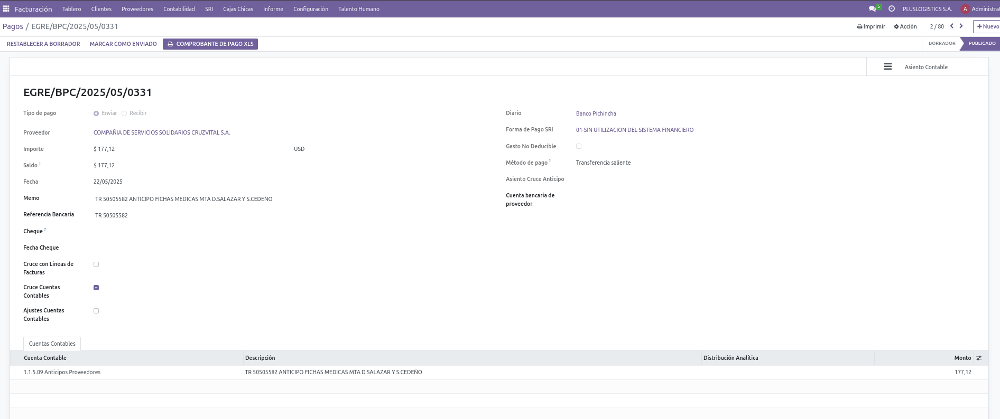 Facturación Tablero Clientes Proveedores Contabilidad SRI Cajas Chicas Informe Configuración Talento Humano 5 PLUSLOGISTICS S.A. A Administrat
Pagos / EGRE/BPC/2025/05/0331 Imprimir Acción 2 / 80 + Nuevo
RESTABLECER A BORRADOR MARCAR COMO ENVIADO COMPROBANTE DE PAGO XLS BORRADOR PUBLICADO
Asiento Contable
EGRE/BPC/2025/05/0331
Tipo de pago Enviar Recibir
Diario Banco Pichincha
Proveedor COMPAÑIA DE SERVICIOS SOLIDARIOS CRUZVITAL S.A.
Forma de Pago SRI 01-SIN UTILIZACION DEL SISTEMA FINANCIERO
Importe $ 177,12 USD
Gasto No Deducible
Saldo ? $ 177,12
Método de pago ? Transferencia saliente
Fecha 22/05/2025
Asiento Cruce Anticipo
Memo TR 50505582 ANTICIPO FICHAS MEDICAS MTA D.SALAZAR Y S.CEDEÑO
Cuenta bancaria de
proveedor
Referencia Bancaria TR 50505582
Cheque ?
Fecha Cheque
Cruce con Lineas de
Facturas
Cruce Cuentas
Contables
Ajustes Cuentas
Contables
Cuentas Contables
Cuenta Contable Descripción Distribución Analítica Monto
1.1.5.09 Anticipos Proveedores TR 50505582 ANTICIPO FICHAS MEDICAS MTA D.SALAZAR Y S.CEDEÑO 177,12